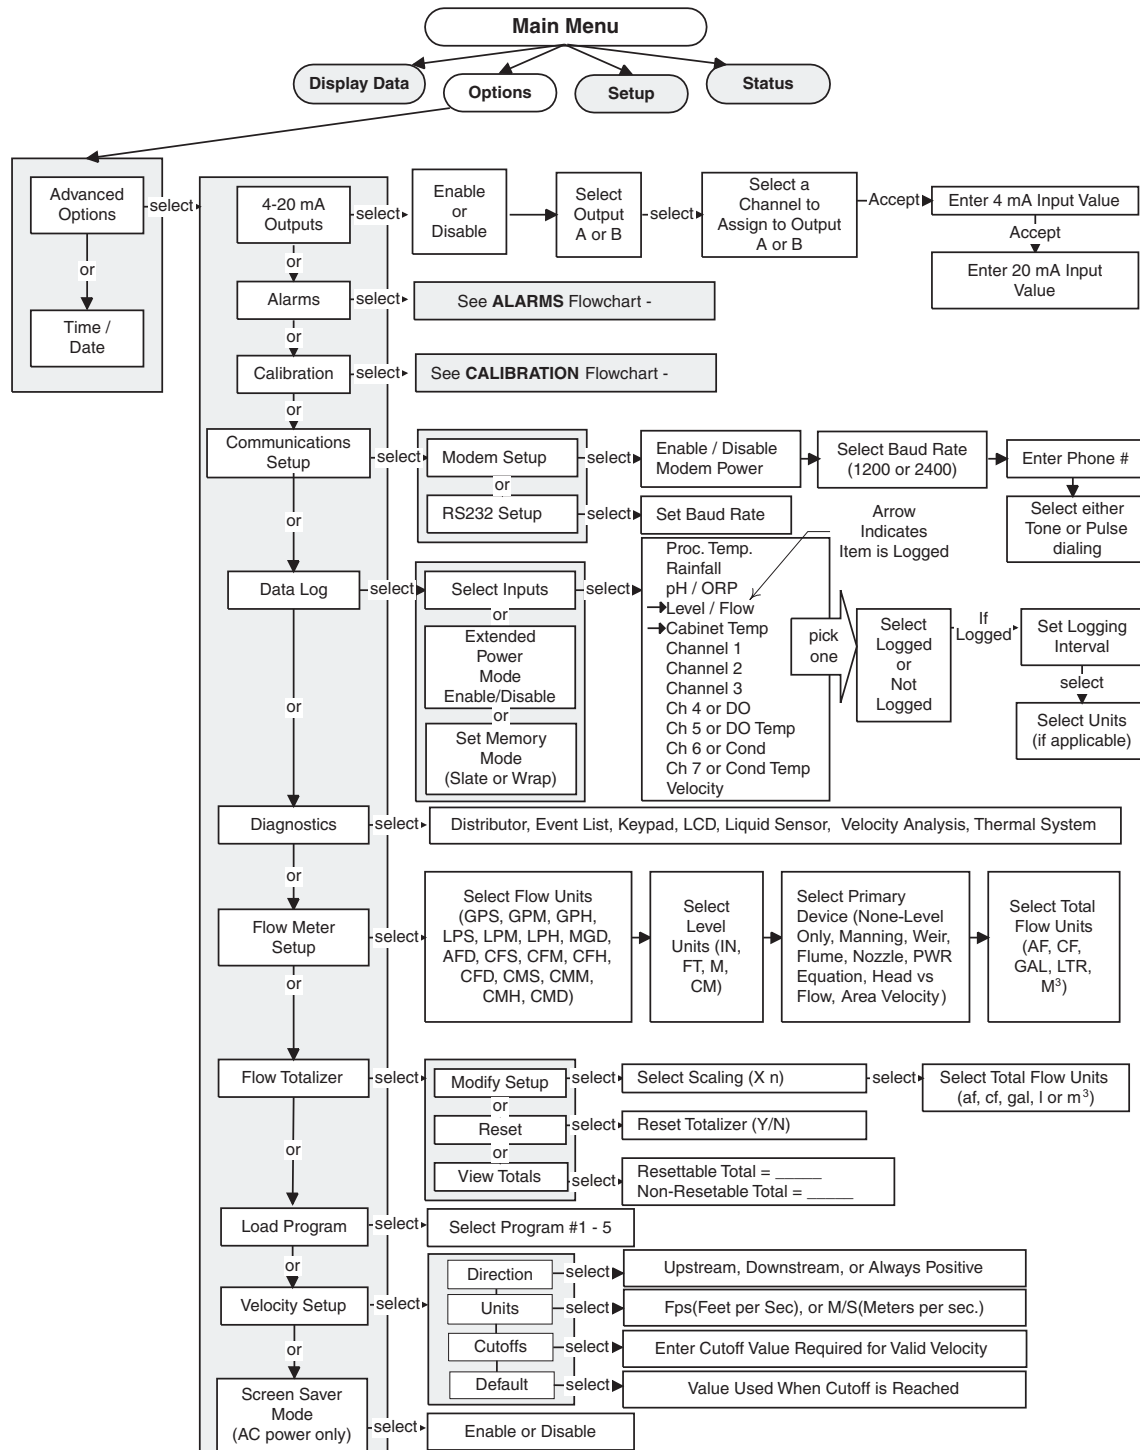 Main Menu
Display Data
Options
Setup
Status
Advanced
Options
or
Time /
Date
select
4-20 mA
Outputs
select
Enable
or
Disable
Select
Output
A or B
select
Select a
Channel to
Assign to Output
A or B
Accept
Enter 4 mA Input Value
Accept
Enter 20 mA Input
Value
or
Alarms
select
See ALARMS Flowchart -
or
Calibration
select
See CALIBRATION Flowchart -
or
Communications
Setup
select
Modem Setup
select
Enable / Disable
Modem Power
Select Baud Rate
(1200 or 2400)
Enter Phone #
Select either
Tone or Pulse
dialing
or
RS232 Setup
select
Set Baud Rate
or
Data Log
select
Select Inputs
or
Extended
Power
Mode
Enable/Disable
or
Set Memory
Mode
(Slate or Wrap)
select
Arrow
Indicates
Item is Logged
Proc. Temp.
Rainfall
pH / ORP
Level / Flow
Cabinet Temp
Channel 1
Channel 2
Channel 3
Ch 4 or DO
Ch 5 or DO Temp
Ch 6 or Cond
Ch 7 or Cond Temp
Velocity
pick
one
Select
Logged
or
Not
Logged
If
Logged
Set Logging
Interval
select
Select Units
(if applicable)
or
Diagnostics
select
Distributor, Event List, Keypad, LCD, Liquid Sensor, Velocity Analysis, Thermal System
or
Flow Meter
Setup
select
Select Flow Units
(GPS, GPM, GPH,
LPS, LPM, LPH, MGD,
AFD, CFS, CFM, CFH,
CFD, CMS, CMM,
CMH, CMD)
Select
Level
Units (IN,
FT, M,
CM)
Select Primary
Device (None-Level
Only, Manning, Weir,
Flume, Nozzle, PWR
Equation, Head vs
Flow, Area Velocity)
Select Total
Flow Units
(AF, CF,
GAL, LTR,
M³)
or
Flow Totalizer
select
Modify Setup
select
Select Scaling (X n)
select
Select Total Flow Units
(af, cf, gal, l or m³)
or
Reset
select
Reset Totalizer (Y/N)
or
View Totals
select
Resettable Total = _____
Non-Resetable Total = _____
or
Load Program
select
Select Program #1 - 5
or
Velocity Setup
select
Direction
select
Upstream, Downstream, or Always Positive
Units
select
Fps(Feet per Sec), or M/S(Meters per sec.)
Cutoffs
select
Enter Cutoff Value Required for Valid Velocity
Default
select
Value Used When Cutoff is Reached
or
Screen Saver
Mode
(AC power only)
select
Enable or Disable